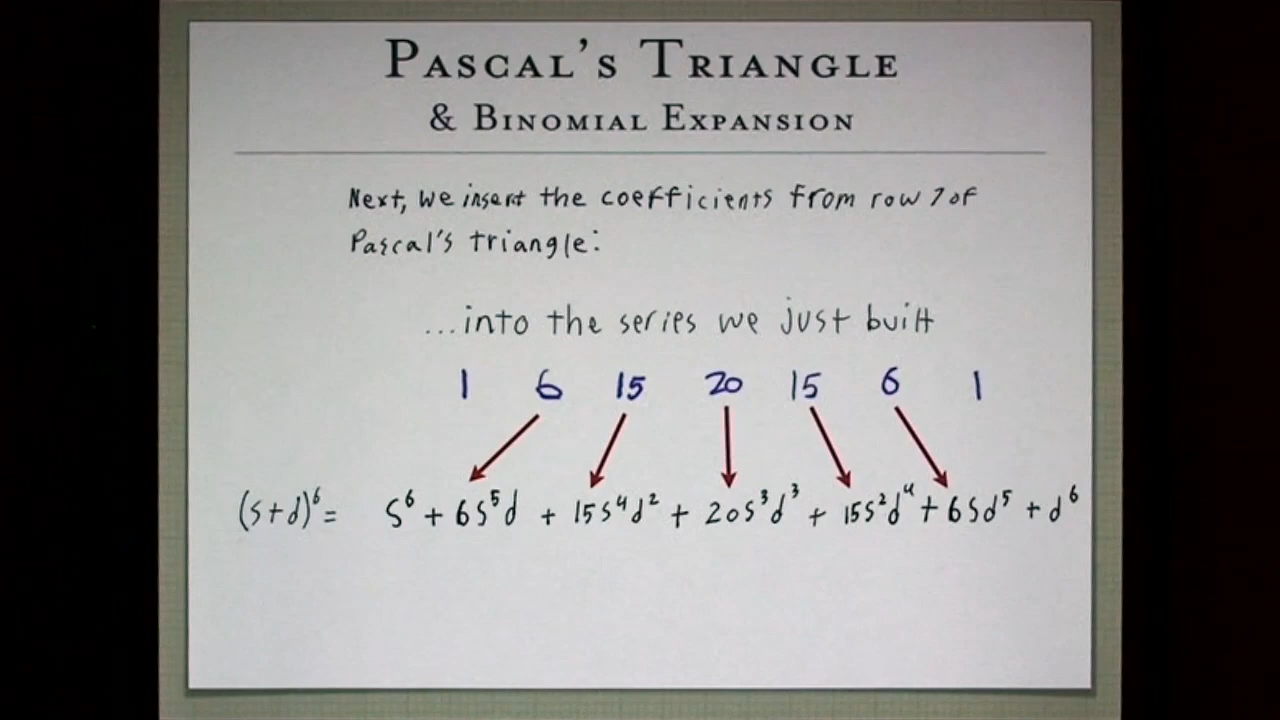 PASCAL'S TRIANGLE
& BINOMIAL EXPANSION
Next, we insert the coefficients from row 7 of
Pascal's triangle:
...into the series we just built
1 6 15 20 15 6 1
(s+d)⁶ = s⁶ + 6s⁵d + 15s⁴d² + 20s³d³ + 15s²d⁴ + 6sd⁵ + d⁶